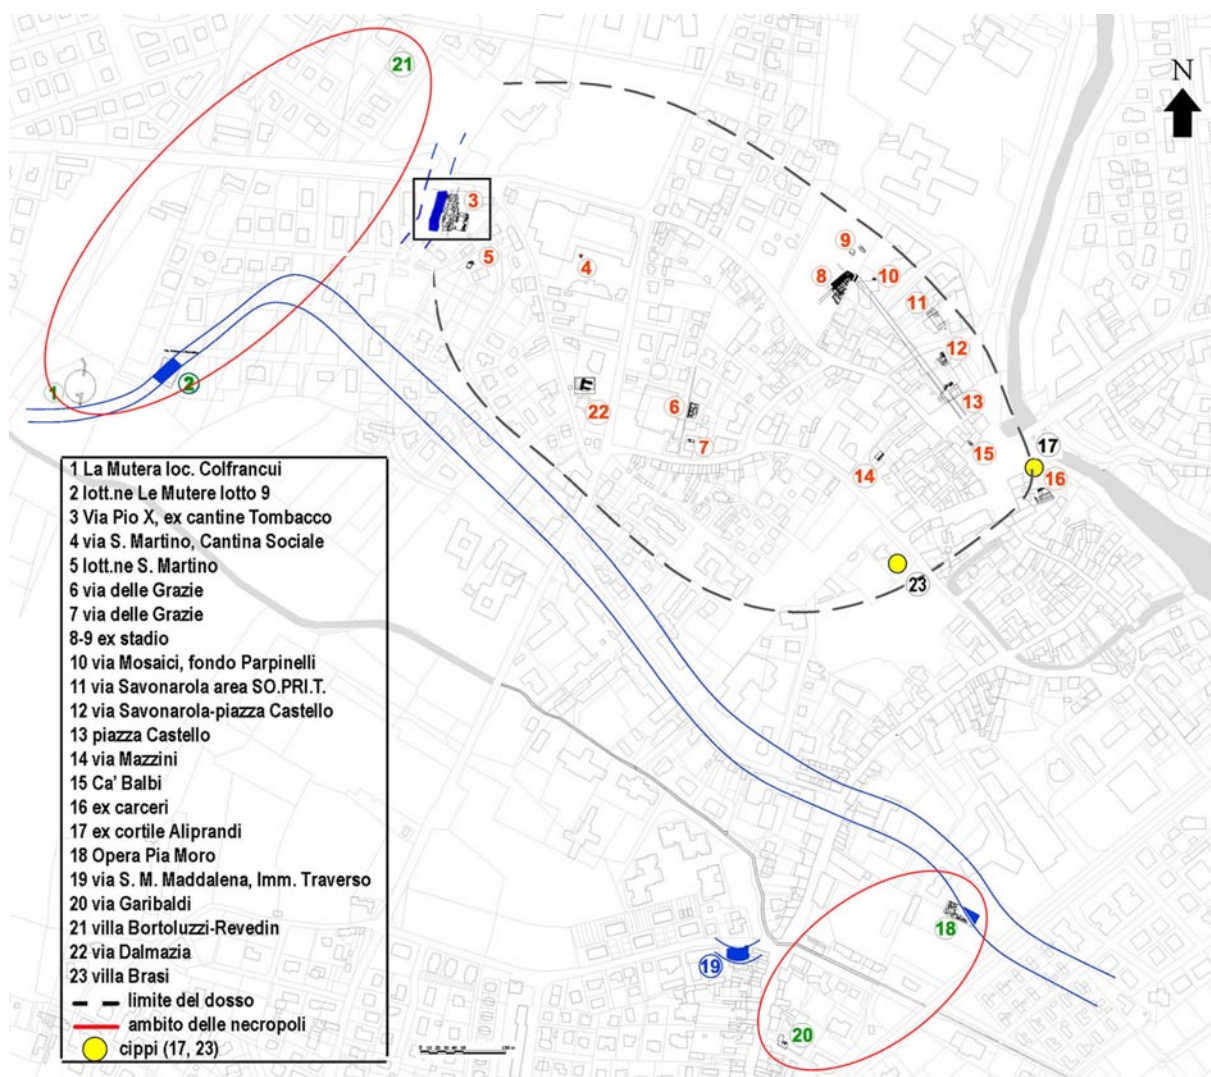 21
N
3
9
5
4
8
10
11
12
1
2
22
6
13
7
17
15
14
16
23
1 La Mutera loc. Colfrancui
2 lott.ne Le Mutere lotto 9
3 Via Pio X, ex cantine Tombacco
4 via S. Martino, Cantina Sociale
5 lott.ne S. Martino
6 via delle Grazie
7 via delle Grazie
8-9 ex stadio
10 via Mosaici, fondo Parpinelli
11 via Savonarola area SO.PRI.T.
12 via Savonarola-piazza Castello
13 piazza Castello
14 via Mazzini
15 Ca' Balbi
16 ex carceri
17 ex cortile Aliprandi
18 Opera Pia Moro
19 via S. M. Maddalena, Imm. Traverso
20 via Garibaldi
21 villa Bortoluzzi-Revedin
22 via Dalmazia
23 villa Brasi
limite del dosso
ambito delle necropoli
cippi (17, 23)
18
19
20